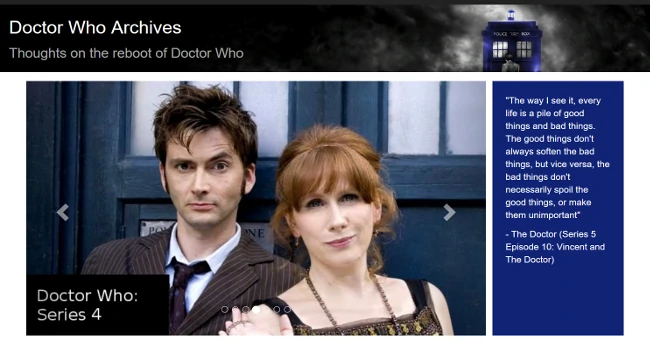 Doctor Who Archives
Thoughts on the reboot of Doctor Who
POLICE BOX
"The way I see it, every
life is a pile of good
things and bad things.
The good things don't
always soften the bad
things, but vice versa, the
bad things don't
necessarily spoil the
good things, or make
them unimportant"
- The Doctor (Series 5
Episode 10: Vincent and
The Doctor)
Doctor Who:
Series 4